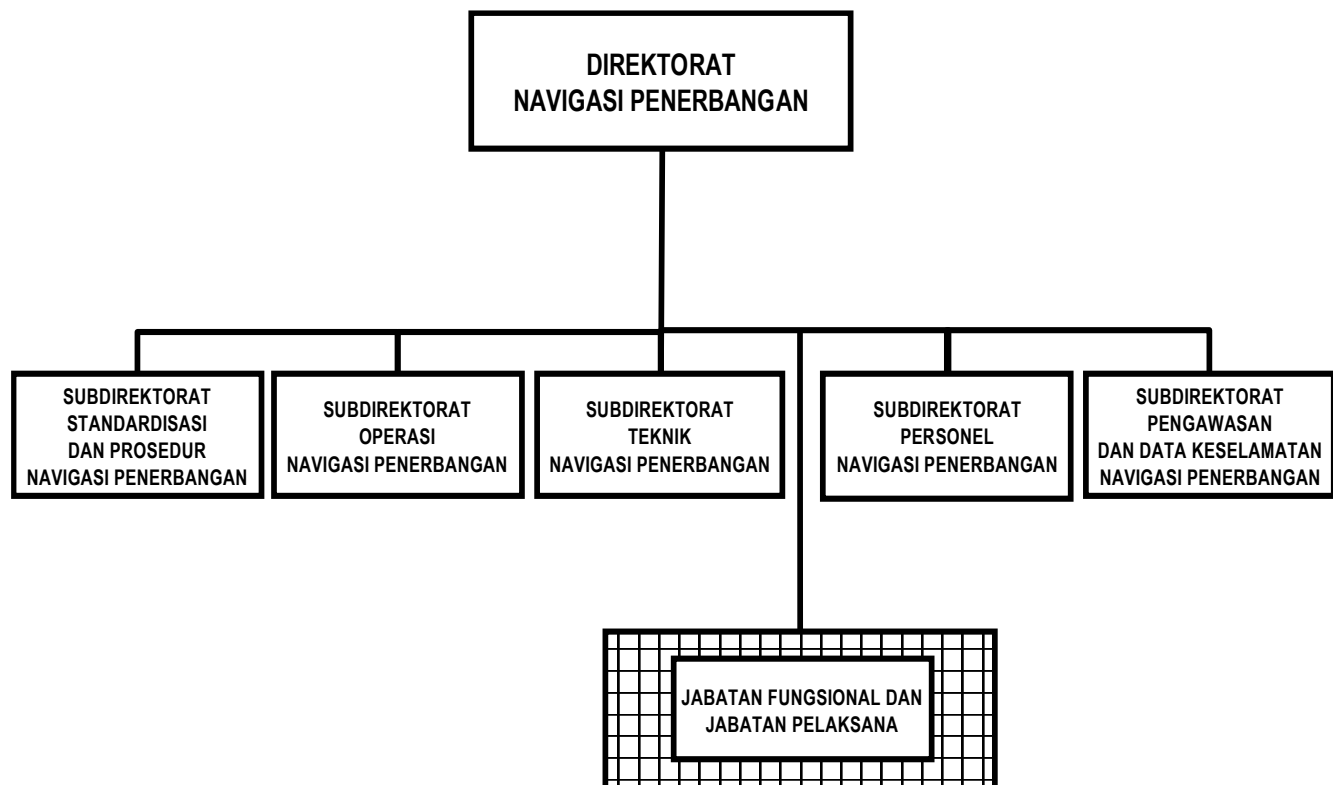 DIREKTORAT
NAVIGASI PENERBANGAN
SUBDIREKTORAT
STANDARDISASI
DAN PROSEDUR
NAVIGASI PENERBANGAN
SUBDIREKTORAT
OPERASI
NAVIGASI PENERBANGAN
SUBDIREKTORAT
TEKNIK
NAVIGASI PENERBANGAN
SUBDIREKTORAT
PERSONEL
NAVIGASI PENERBANGAN
SUBDIREKTORAT
PENGAWASAN
DAN DATA KESELAMATAN
NAVIGASI PENERBANGAN
JABATAN FUNGSIONAL DAN
JABATAN PELAKSANA